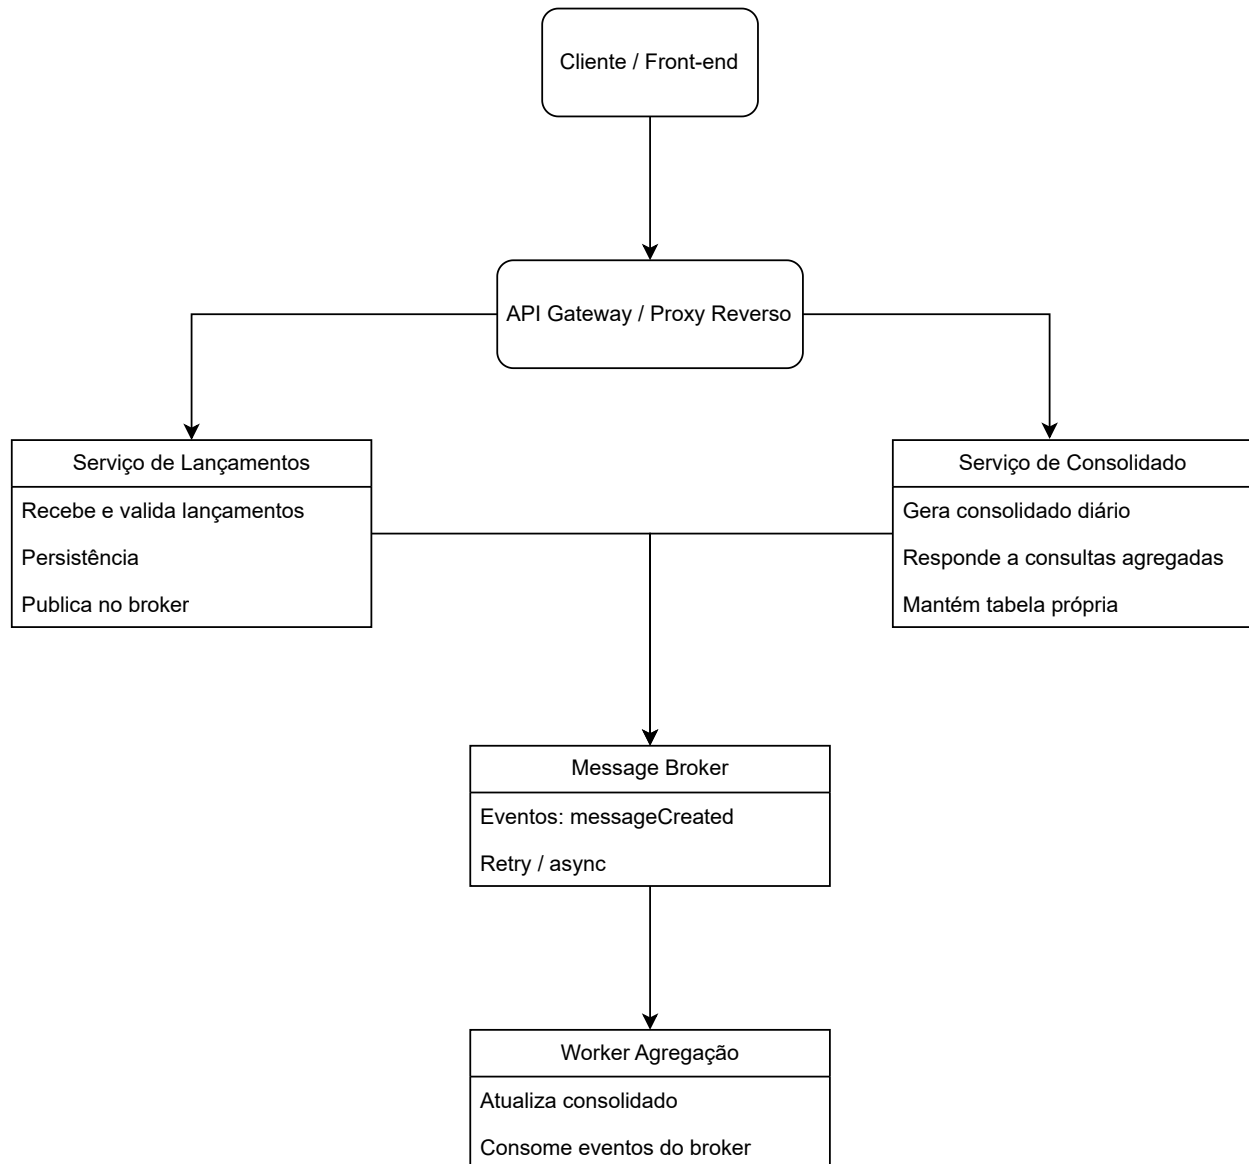 Cliente / Front-end
API Gateway / Proxy Reverso
Serviço de Lançamentos
Recebe e valida lançamentos
Persistência
Publica no broker
Serviço de Consolidado
Gera consolidado diário
Responde a consultas agregadas
Mantém tabela própria
Message Broker
Eventos: messageCreated
Retry / async
Worker Agregação
Atualiza consolidado
Consome eventos do broker